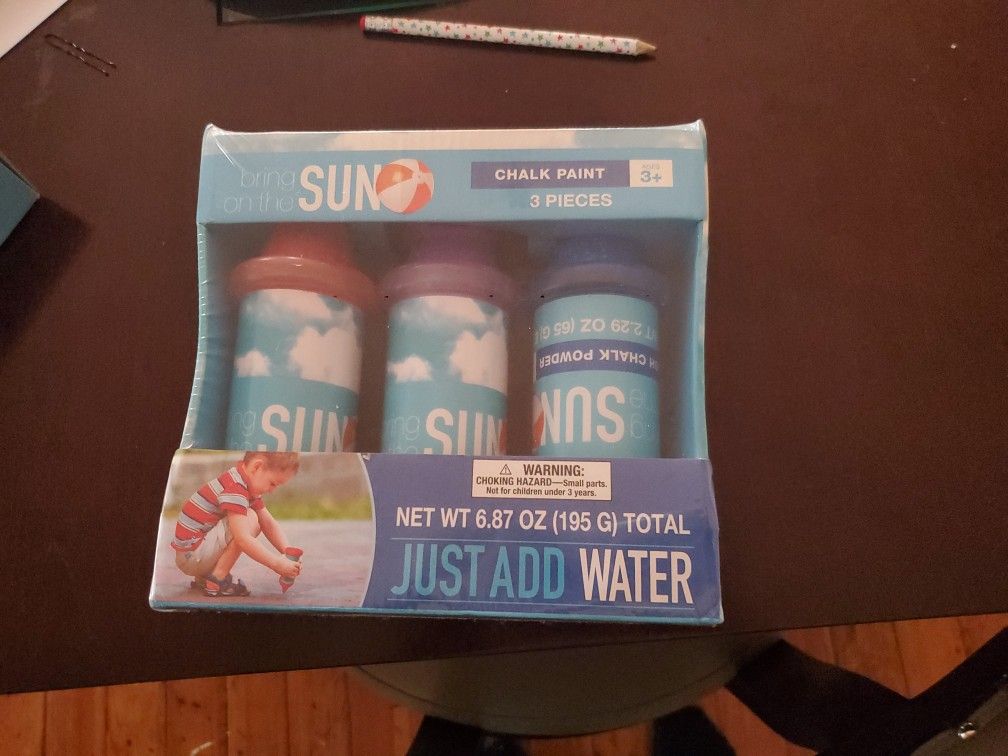 bring
on the SUN
CHALK PAINT
AGES
3+
3 PIECES
SUN
SUN
2.29 OZ (65 G)
CHALK POWDER
SUN
⚠ WARNING:
CHOKING HAZARD—Small parts.
Not for children under 3 years.
NET WT 6.87 OZ (195 G) TOTAL
JUST ADD WATER